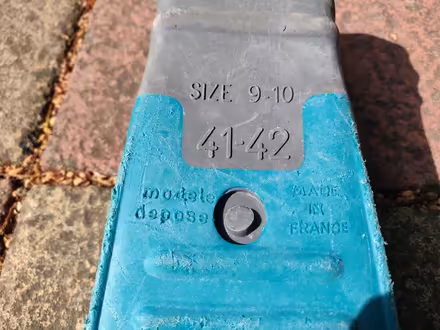 SIZE 9-10
41-42
modele
depose
MADE
IN
FRANCE